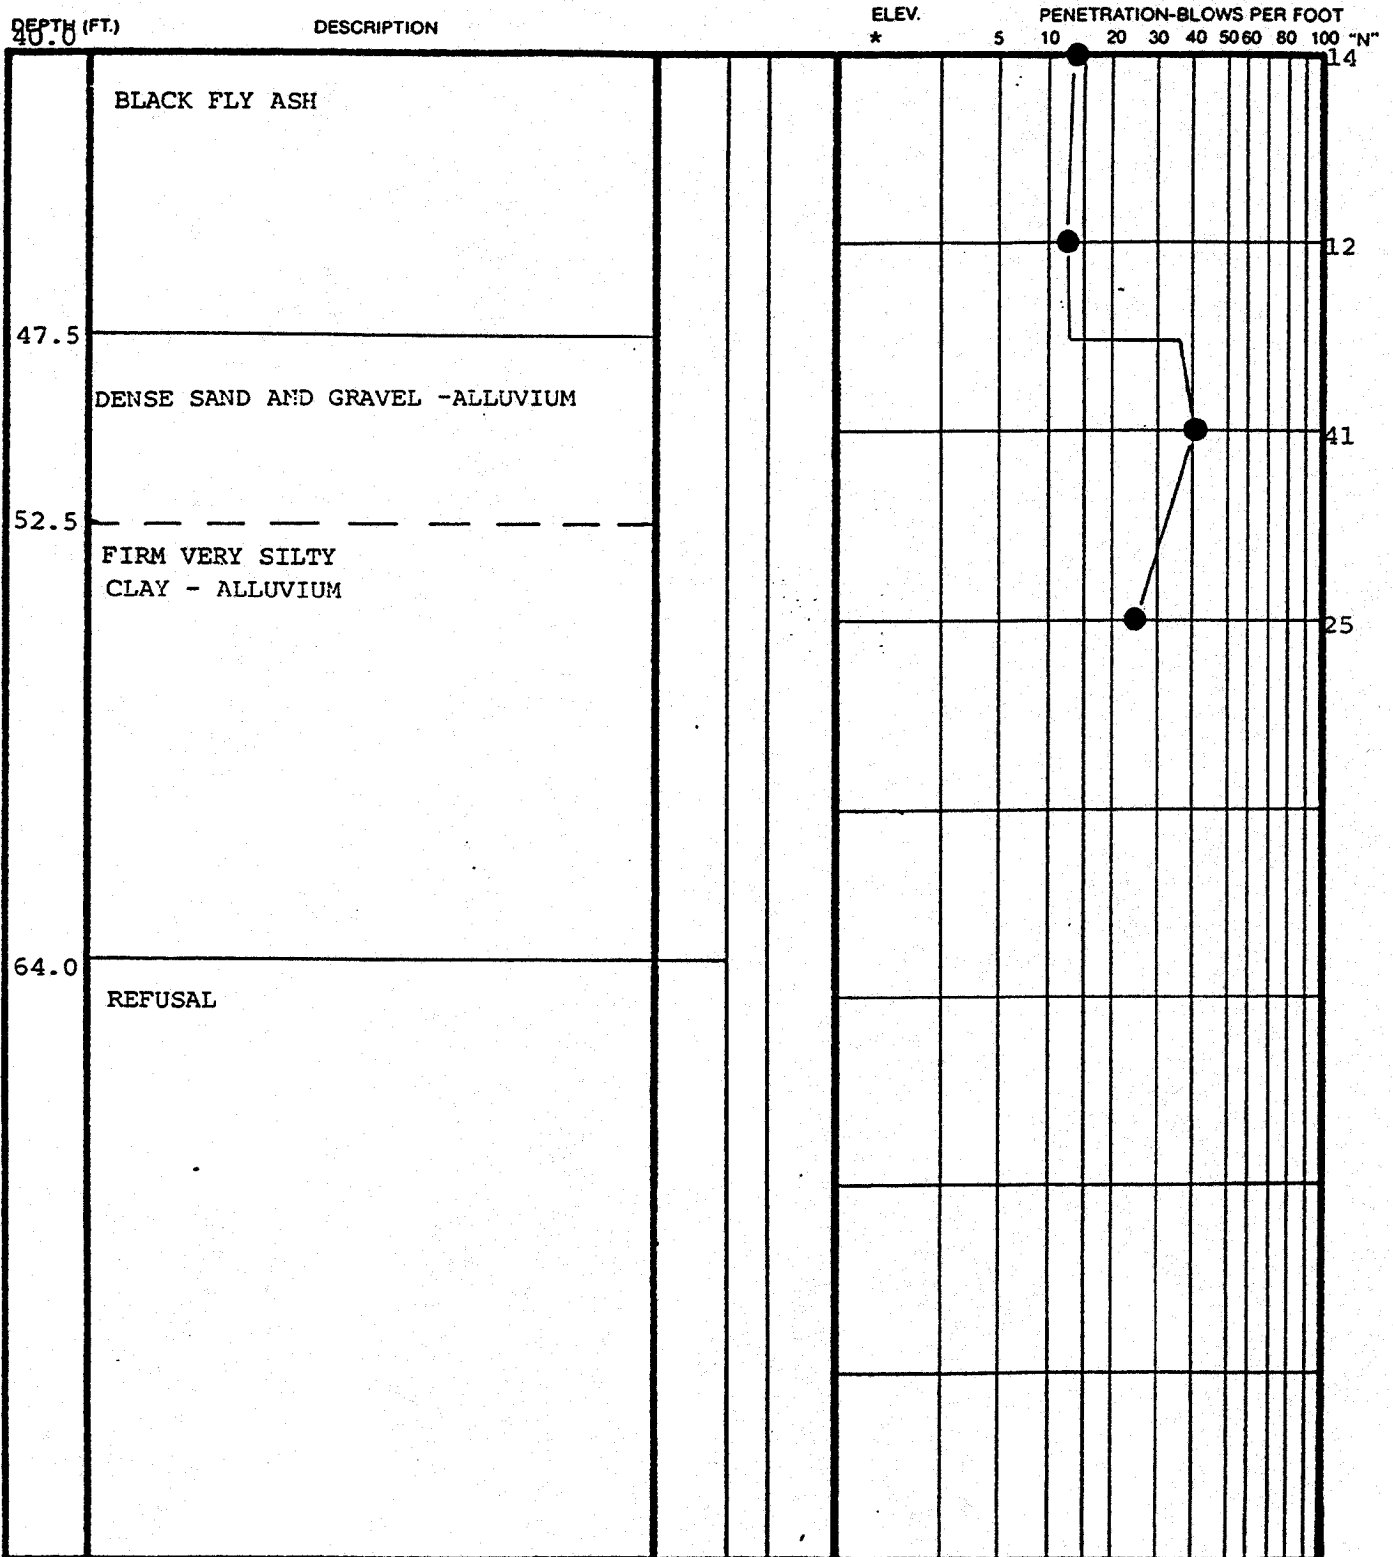 DEPTH (FT.) DESCRIPTION ELEV. PENETRATION-BLOWS PER FOOT
40.0 * 5 10 20 30 40 50 60 80 100 "N"
14
BLACK FLY ASH
12
47.5
DENSE SAND AND GRAVEL -ALLUVIUM
41
52.5
FIRM VERY SILTY
CLAY - ALLUVIUM
25
64.0
REFUSAL